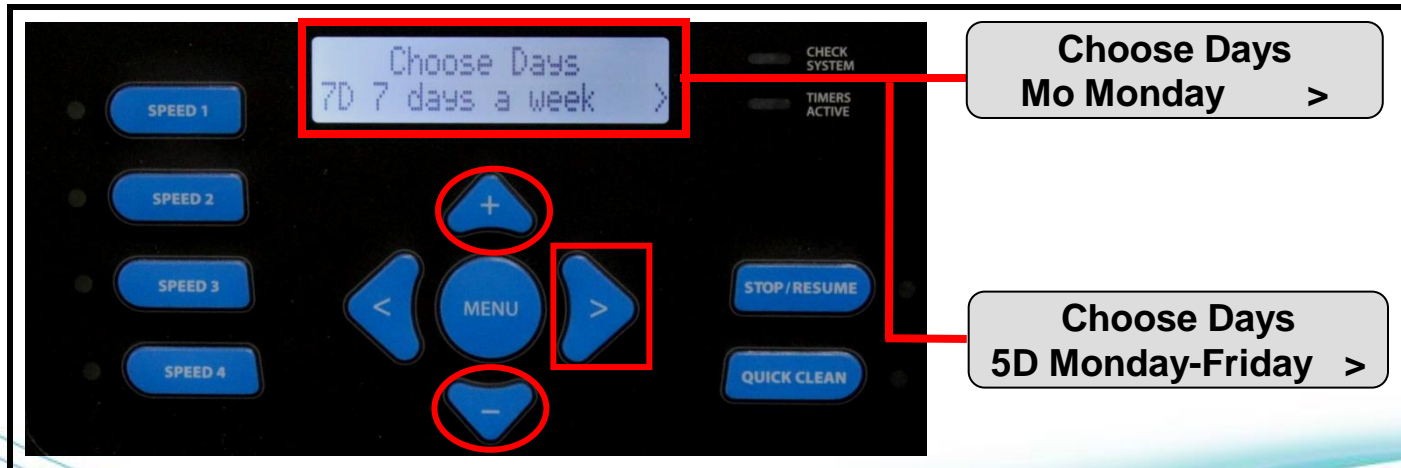 Choose Days
7D 7 days a week >
CHECK
SYSTEM
TIMERS
ACTIVE
SPEED 1
SPEED 2
SPEED 3
SPEED 4
+
<
MENU
>
-
STOP/RESUME
QUICK CLEAN
Choose Days
Mo Monday >
Choose Days
5D Monday-Friday >